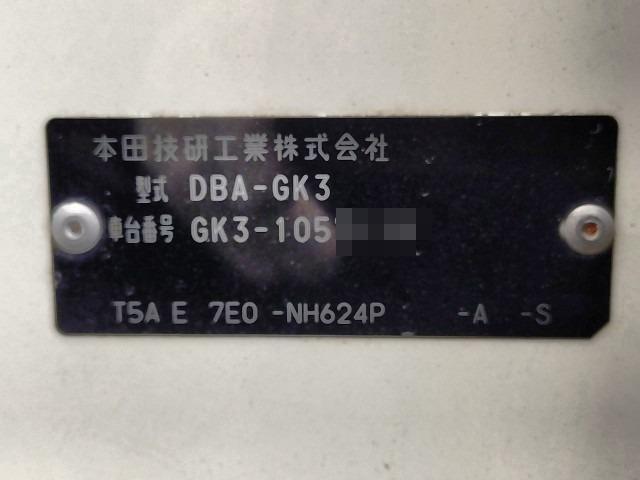 本田技研工業株式会社
型式 DBA-GK3
車台番号 GK3-105
T5A E 7E0 -NH624P -A -S